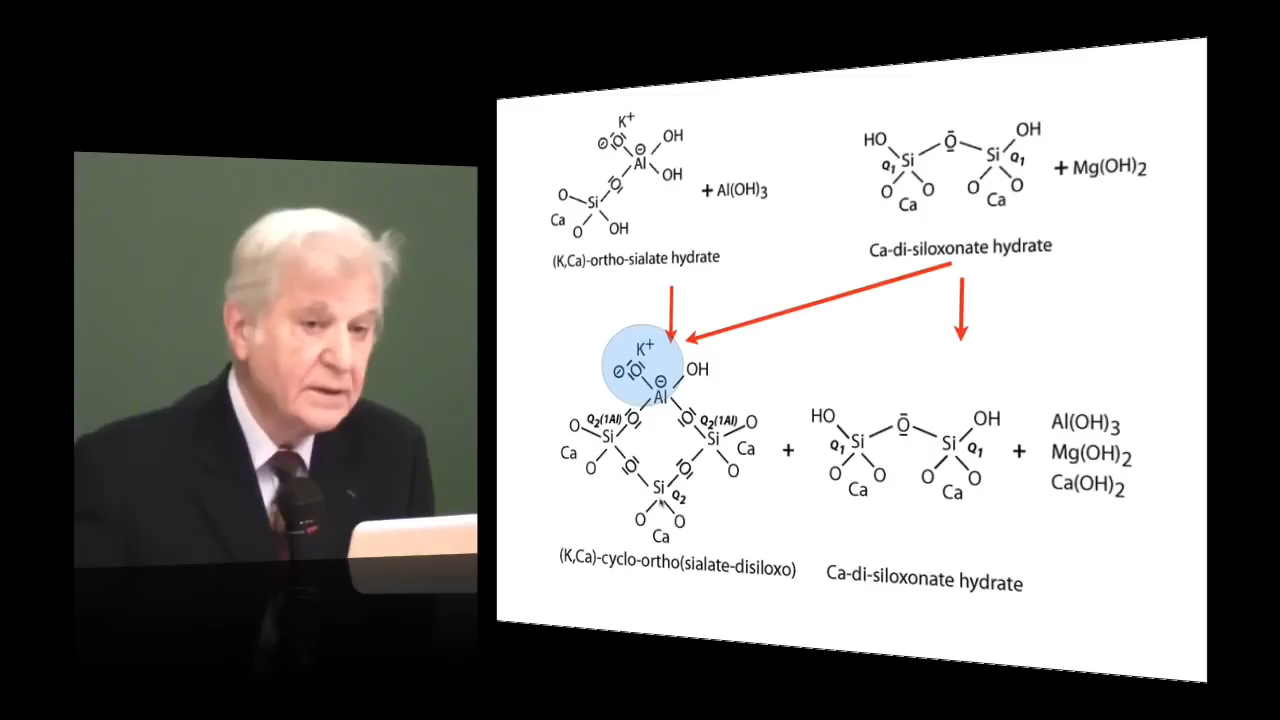 K+
⊖ |O| ⊖ OH
Al
O OH
O Si + Al(OH)3
Ca O OH
(K,Ca)-ortho-sialate hydrate
HO O OH
Q1 Si Si Q1 + Mg(OH)2
O O O O
Ca Ca
Ca-di-siloxonate hydrate
K+
⊖ |O| ⊖ OH
Al
Q2(1Al) O O Q2(1Al)
O Si Si O
Ca O O Ca
O O
Si Q2
O O
Ca
(K,Ca)-cyclo-ortho(sialate-disiloxo)
+
HO O OH
Q1 Si Si Q1
O O O O
Ca Ca
Ca-di-siloxonate hydrate
+
Al(OH)3
Mg(OH)2
Ca(OH)2